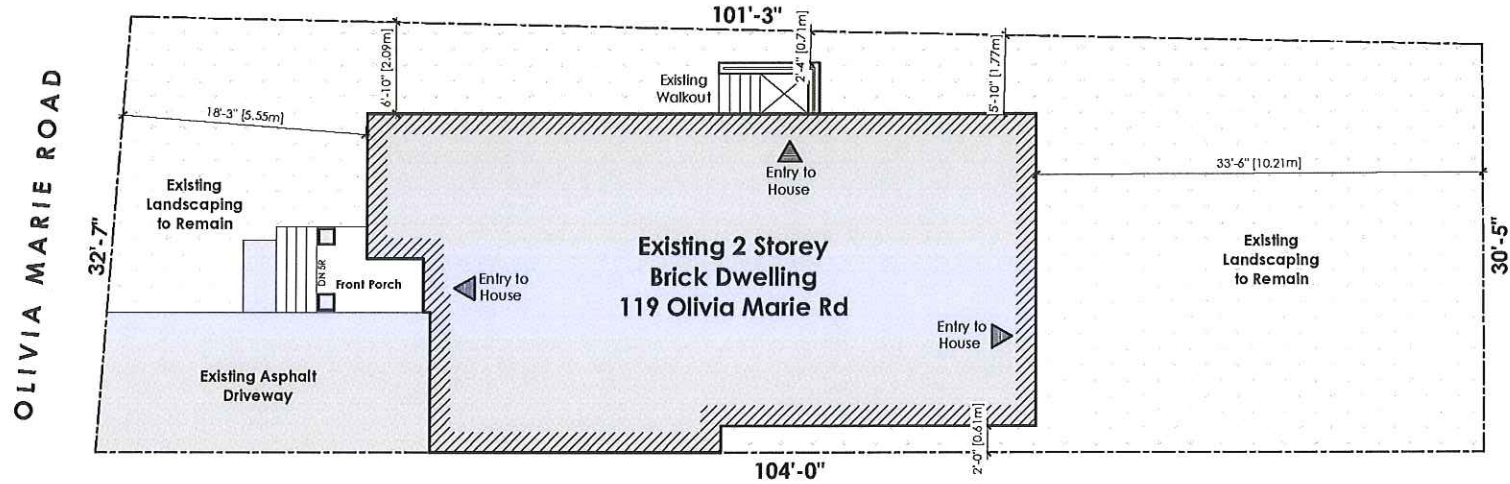 101'-3"
6'-10" [2.09m]
2'-4" [0.71m]
5'-10" [1.77m]
Existing
Walkout
18'-3" [5.55m]
OLIVIA MARIE ROAD
32'-7"
Existing
Landscaping
to Remain
Entry to
House
33'-6" [10.21m]
DN 5R
Front Porch
Entry to
House
Existing 2 Storey
Brick Dwelling
119 Olivia Marie Rd
Entry to
House
Existing
Landscaping
to Remain
30'-5"
Existing Asphalt
Driveway
2'-0" [0.61m]
104'-0"